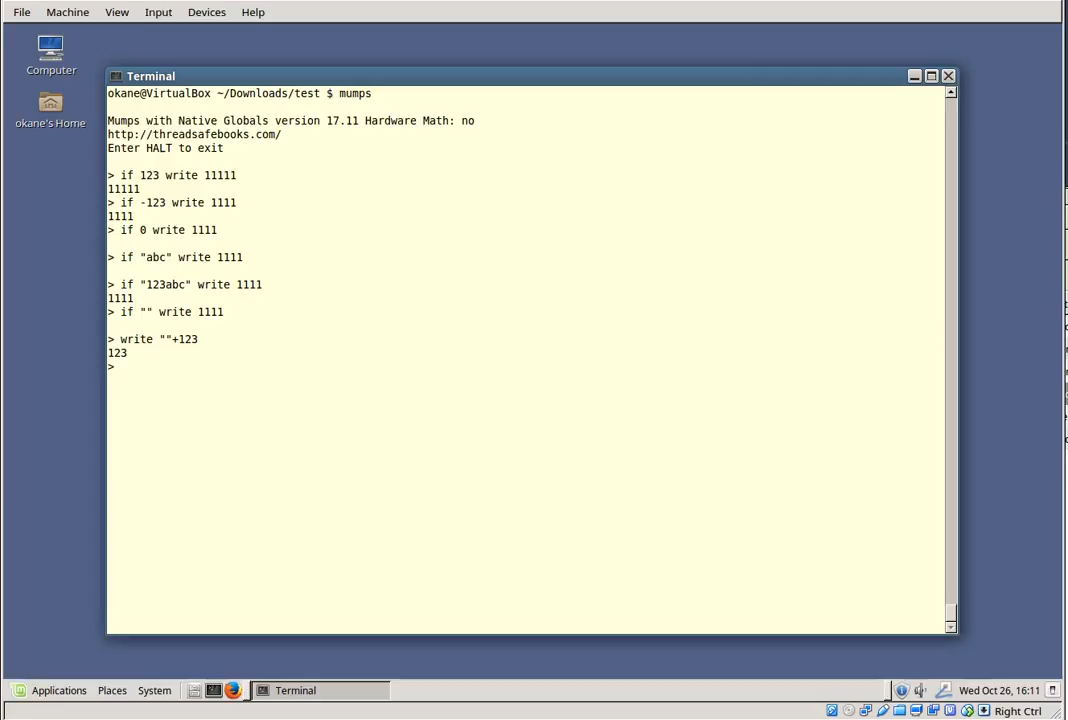 File Machine View Input Devices Help
Computer
okane's Home
Terminal
okane@VirtualBox ~/Downloads/test $ mumps
Mumps with Native Globals version 17.11 Hardware Math: no
http://threadsafebooks.com/
Enter HALT to exit
> if 123 write 11111
11111
> if -123 write 1111
1111
> if 0 write 1111
> if "abc" write 1111
> if "123abc" write 1111
1111
> if "" write 1111
> write ""+123
123
>
Applications Places System Terminal Wed Oct 26, 16:11
Right Ctrl